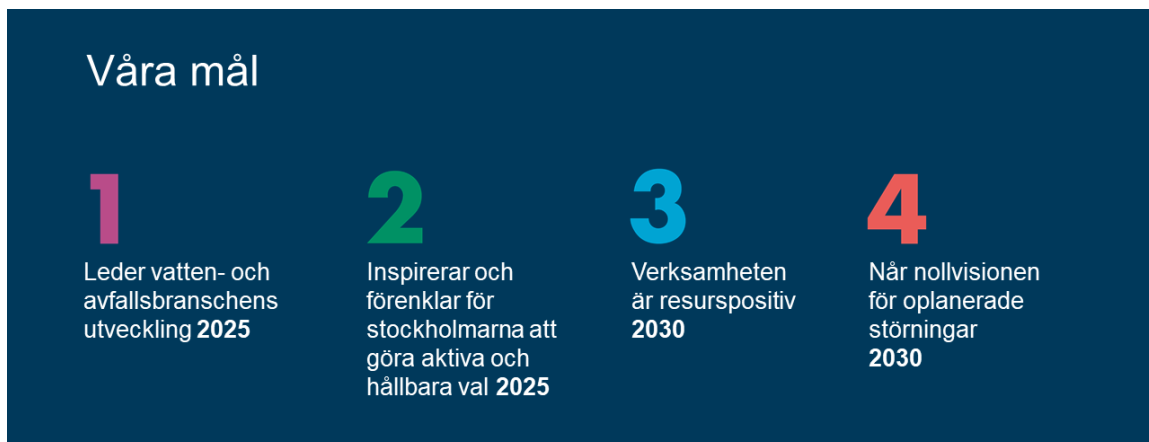 Våra mål
1
Leder vatten- och
avfallsbranschens
utveckling 2025
2
Inspirerar och
förenklar för
stockholmarna att
göra aktiva och
hållbara val 2025
3
Verksamheten
är resurspositiv
2030
4
Når nollvisionen
för oplanerade
störningar
2030